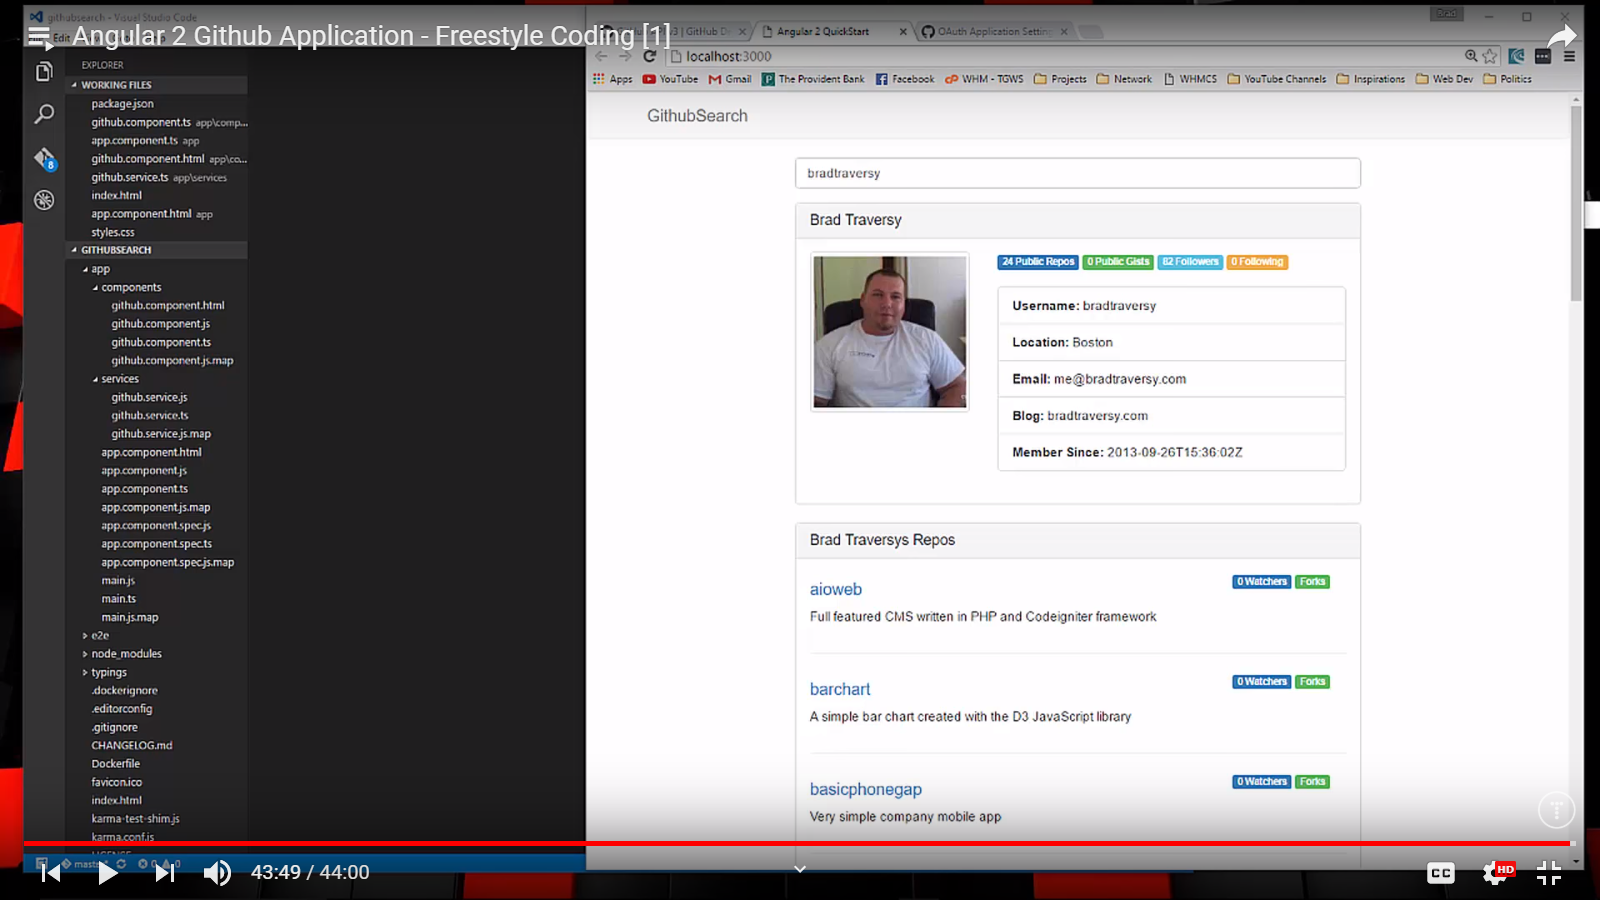 githubsearch - Visual Studio Code
Angular 2 Github Application - Freestyle Coding [1]
Edit
Brad
v3 | GitHub De
Angular 2 QuickStart
OAuth Application Setting
localhost:3000
Apps
YouTube
Gmail
The Provident Bank
Facebook
WHM - TGWS
Projects
Network
WHMCS
YouTube Channels
Inspirations
Web Dev
Politics
EXPLORER
WORKING FILES
package.json
github.component.ts app\comp...
app.component.ts app
github.component.html app\co...
github.service.ts app\services
index.html
app.component.html app
styles.css
GITHUBSEARCH
app
components
github.component.html
github.component.js
github.component.ts
github.component.js.map
services
github.service.js
github.service.ts
github.service.js.map
app.component.html
app.component.js
app.component.ts
app.component.js.map
app.component.spec.js
app.component.spec.ts
app.component.spec.js.map
main.js
main.ts
main.js.map
e2e
node_modules
typings
.dockerignore
.editorconfig
.gitignore
CHANGELOG.md
Dockerfile
favicon.ico
index.html
karma-test-shim.js
karma.conf.js
LICENSE
8
GithubSearch
bradtraversy
Brad Traversy
24 Public Repos 0 Public Gists 82 Followers 0 Following
Username: bradtraversy
Location: Boston
Email: me@bradtraversy.com
Blog: bradtraversy.com
Member Since: 2013-09-26T15:36:02Z
Brad Traversys Repos
aioweb
0 Watchers Forks
Full featured CMS written in PHP and Codeigniter framework
barchart
0 Watchers Forks
A simple bar chart created with the D3 JavaScript library
basicphonegap
0 Watchers Forks
Very simple company mobile app
0 0
43:49 / 44:00
CC
HD